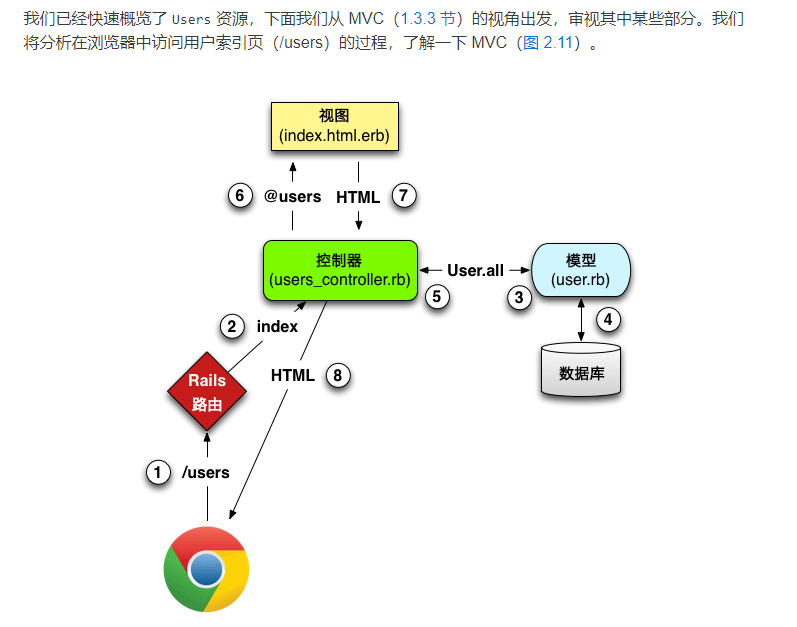 我们已经快速概览了 Users 资源，下面我们从 MVC（1.3.3 节）的视角出发，审视其中某些部分。我们
将分析在浏览器中访问用户索引页（/users）的过程，了解一下 MVC（图 2.11）。
视图
(index.html.erb)
6 @users HTML 7
控制器
(users_controller.rb)
User.all
模型
(user.rb)
5 3
4
2 index
数据库
HTML 8
Rails
路由
1 /users